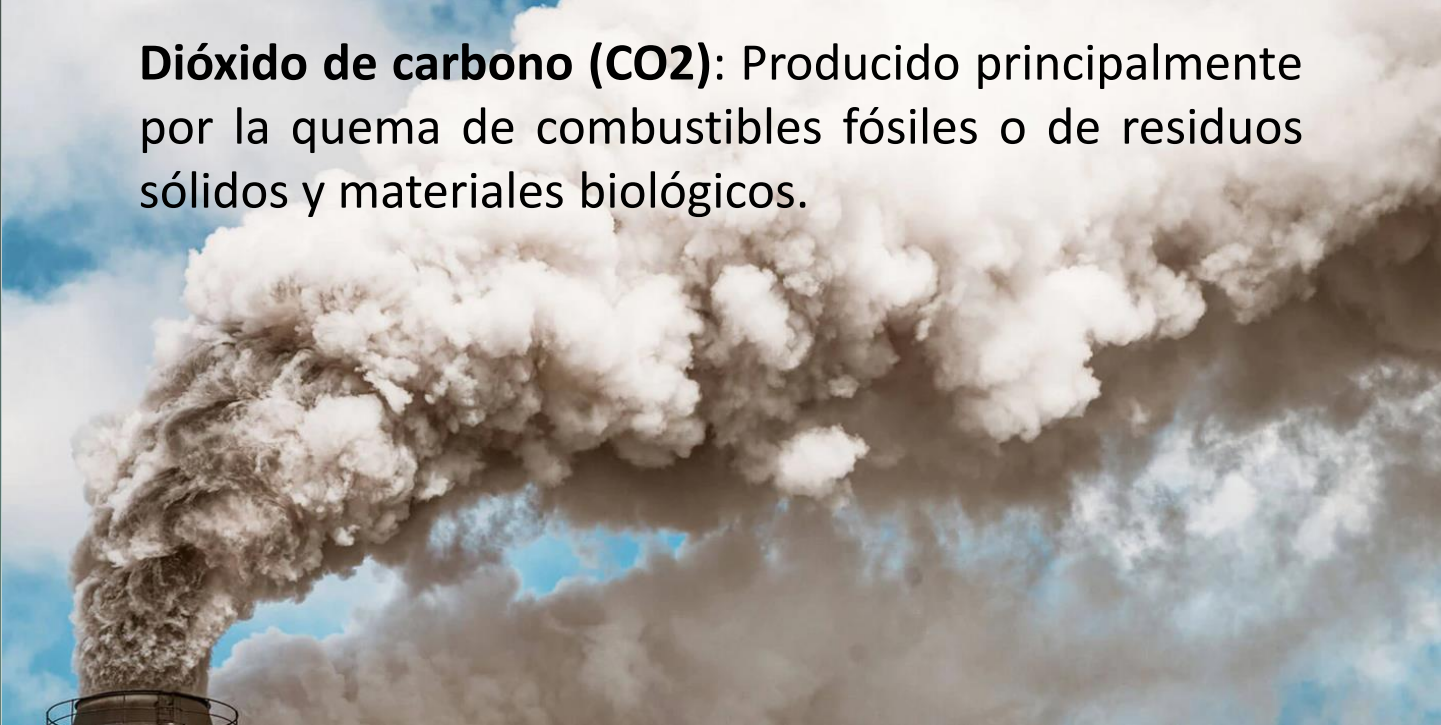 Dióxido de carbono (CO2): Producido principalmente
por la quema de combustibles fósiles o de residuos
sólidos y materiales biológicos.